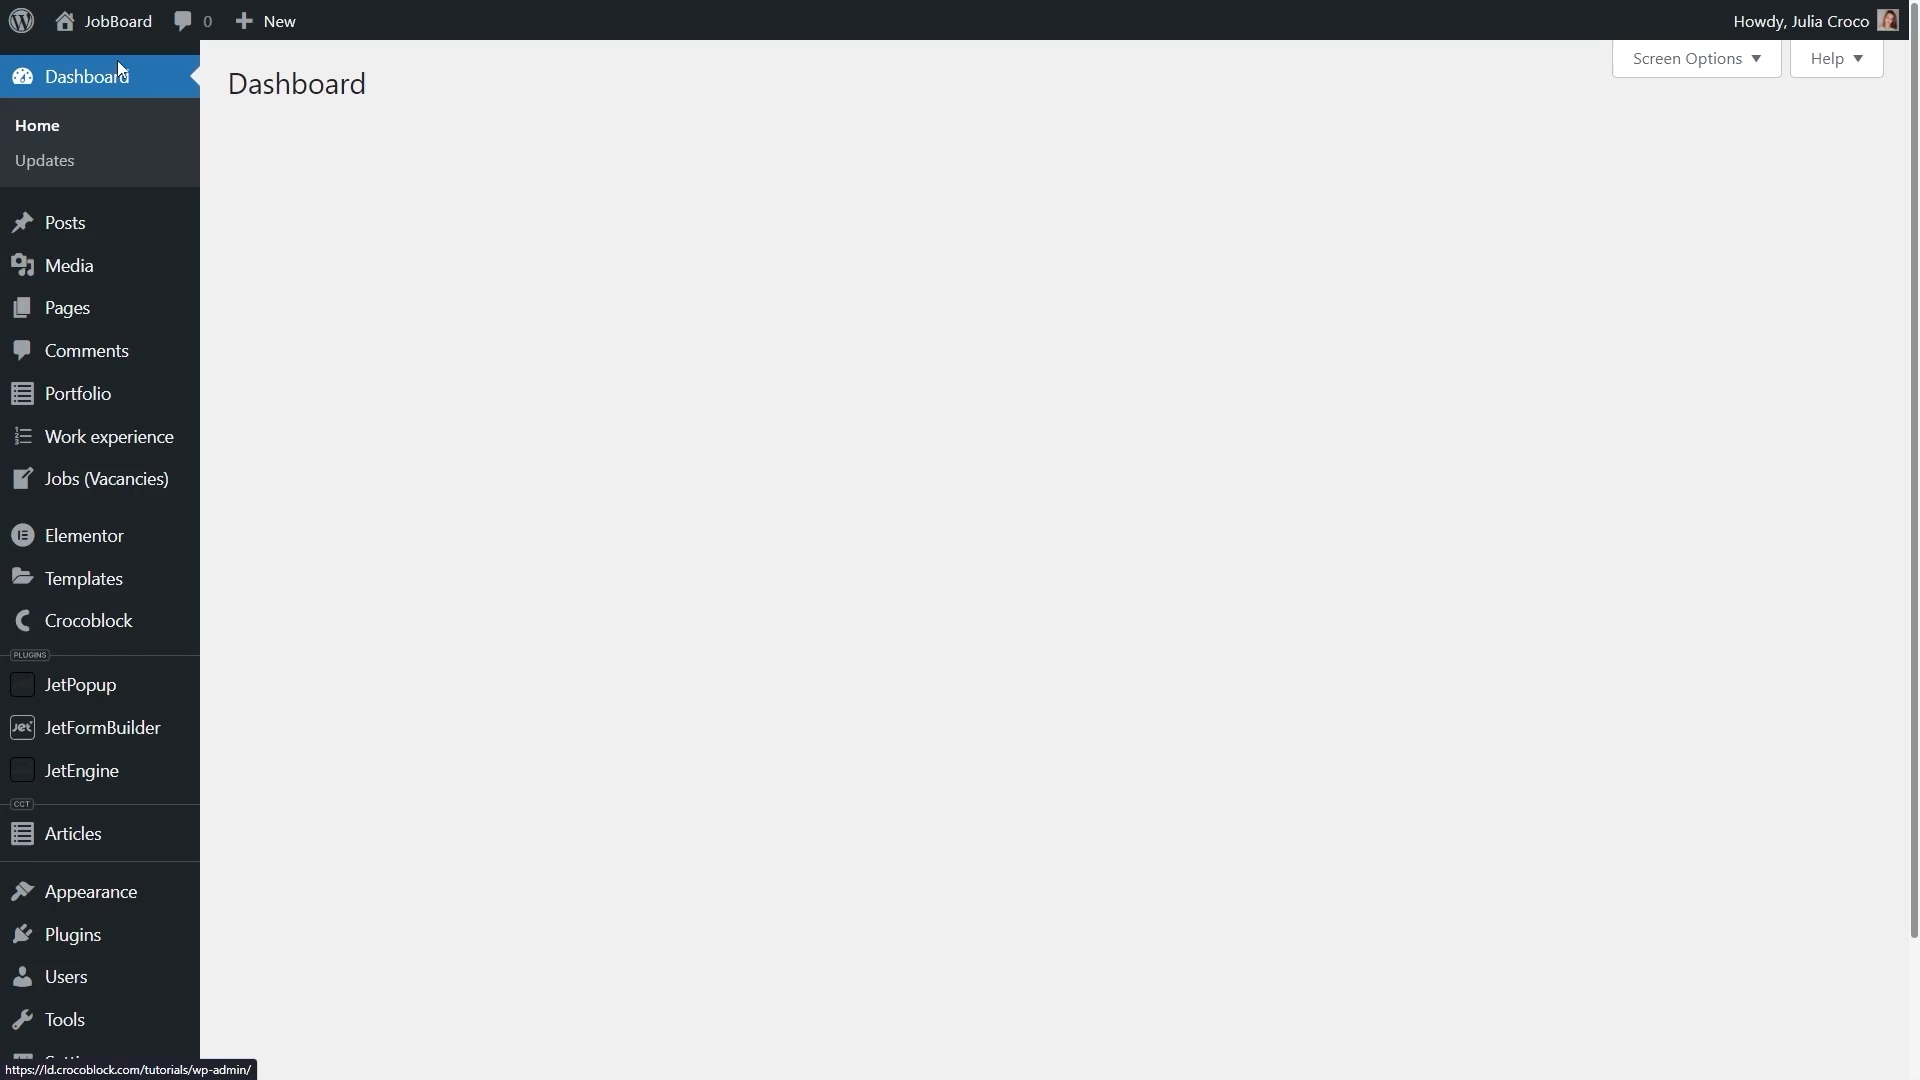 JobBoard 0 New Howdy, Julia Croco
Dashboard
Dashboard
Screen Options
Help
Home
Updates
Posts
Media
Pages
Comments
Portfolio
Work experience
Jobs (Vacancies)
Elementor
Templates
Crocoblock
PLUGINS
JetPopup
Jet JetFormBuilder
JetEngine
CCT
Articles
Appearance
Plugins
Users
Tools
https://ld.crocoblock.com/tutorials/wp-admin/